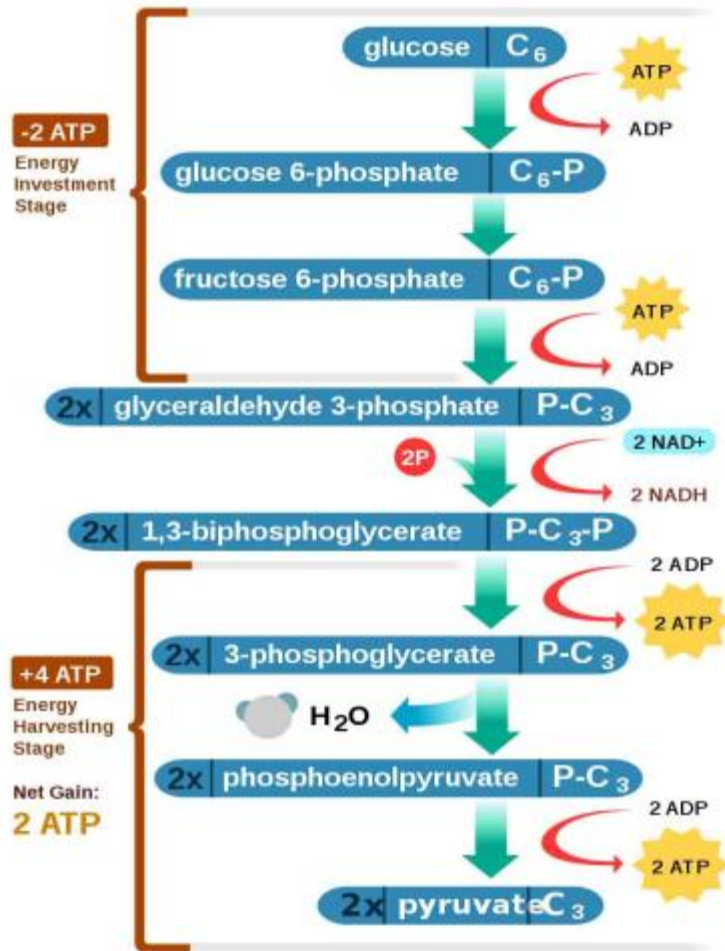 glucose C6
ATP
ADP
-2 ATP
Energy
Investment
Stage
glucose 6-phosphate C6-P
fructose 6-phosphate C6-P
ATP
ADP
2x glyceraldehyde 3-phosphate P-C3
2P
2 NAD+
2 NADH
2x 1,3-biphosphoglycerate P-C3-P
2 ADP
2 ATP
2x 3-phosphoglycerate P-C3
+4 ATP
Energy
Harvesting
Stage
H2O
Net Gain:
2 ATP
2x phosphoenolpyruvate P-C3
2 ADP
2 ATP
2x pyruvate C3